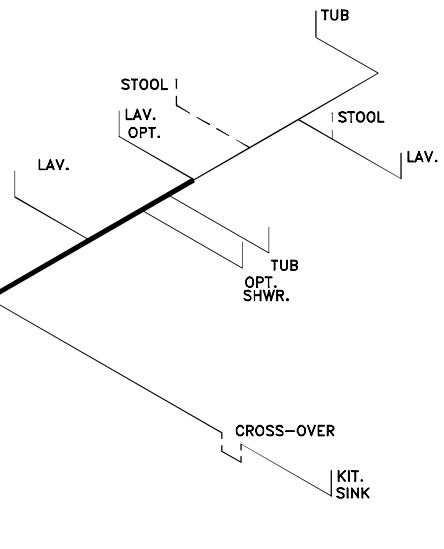 TUB
STOOL
LAV.
OPT.
STOOL
LAV.
LAV.
TUB
OPT.
SHWR.
CROSS-OVER
KIT.
SINK